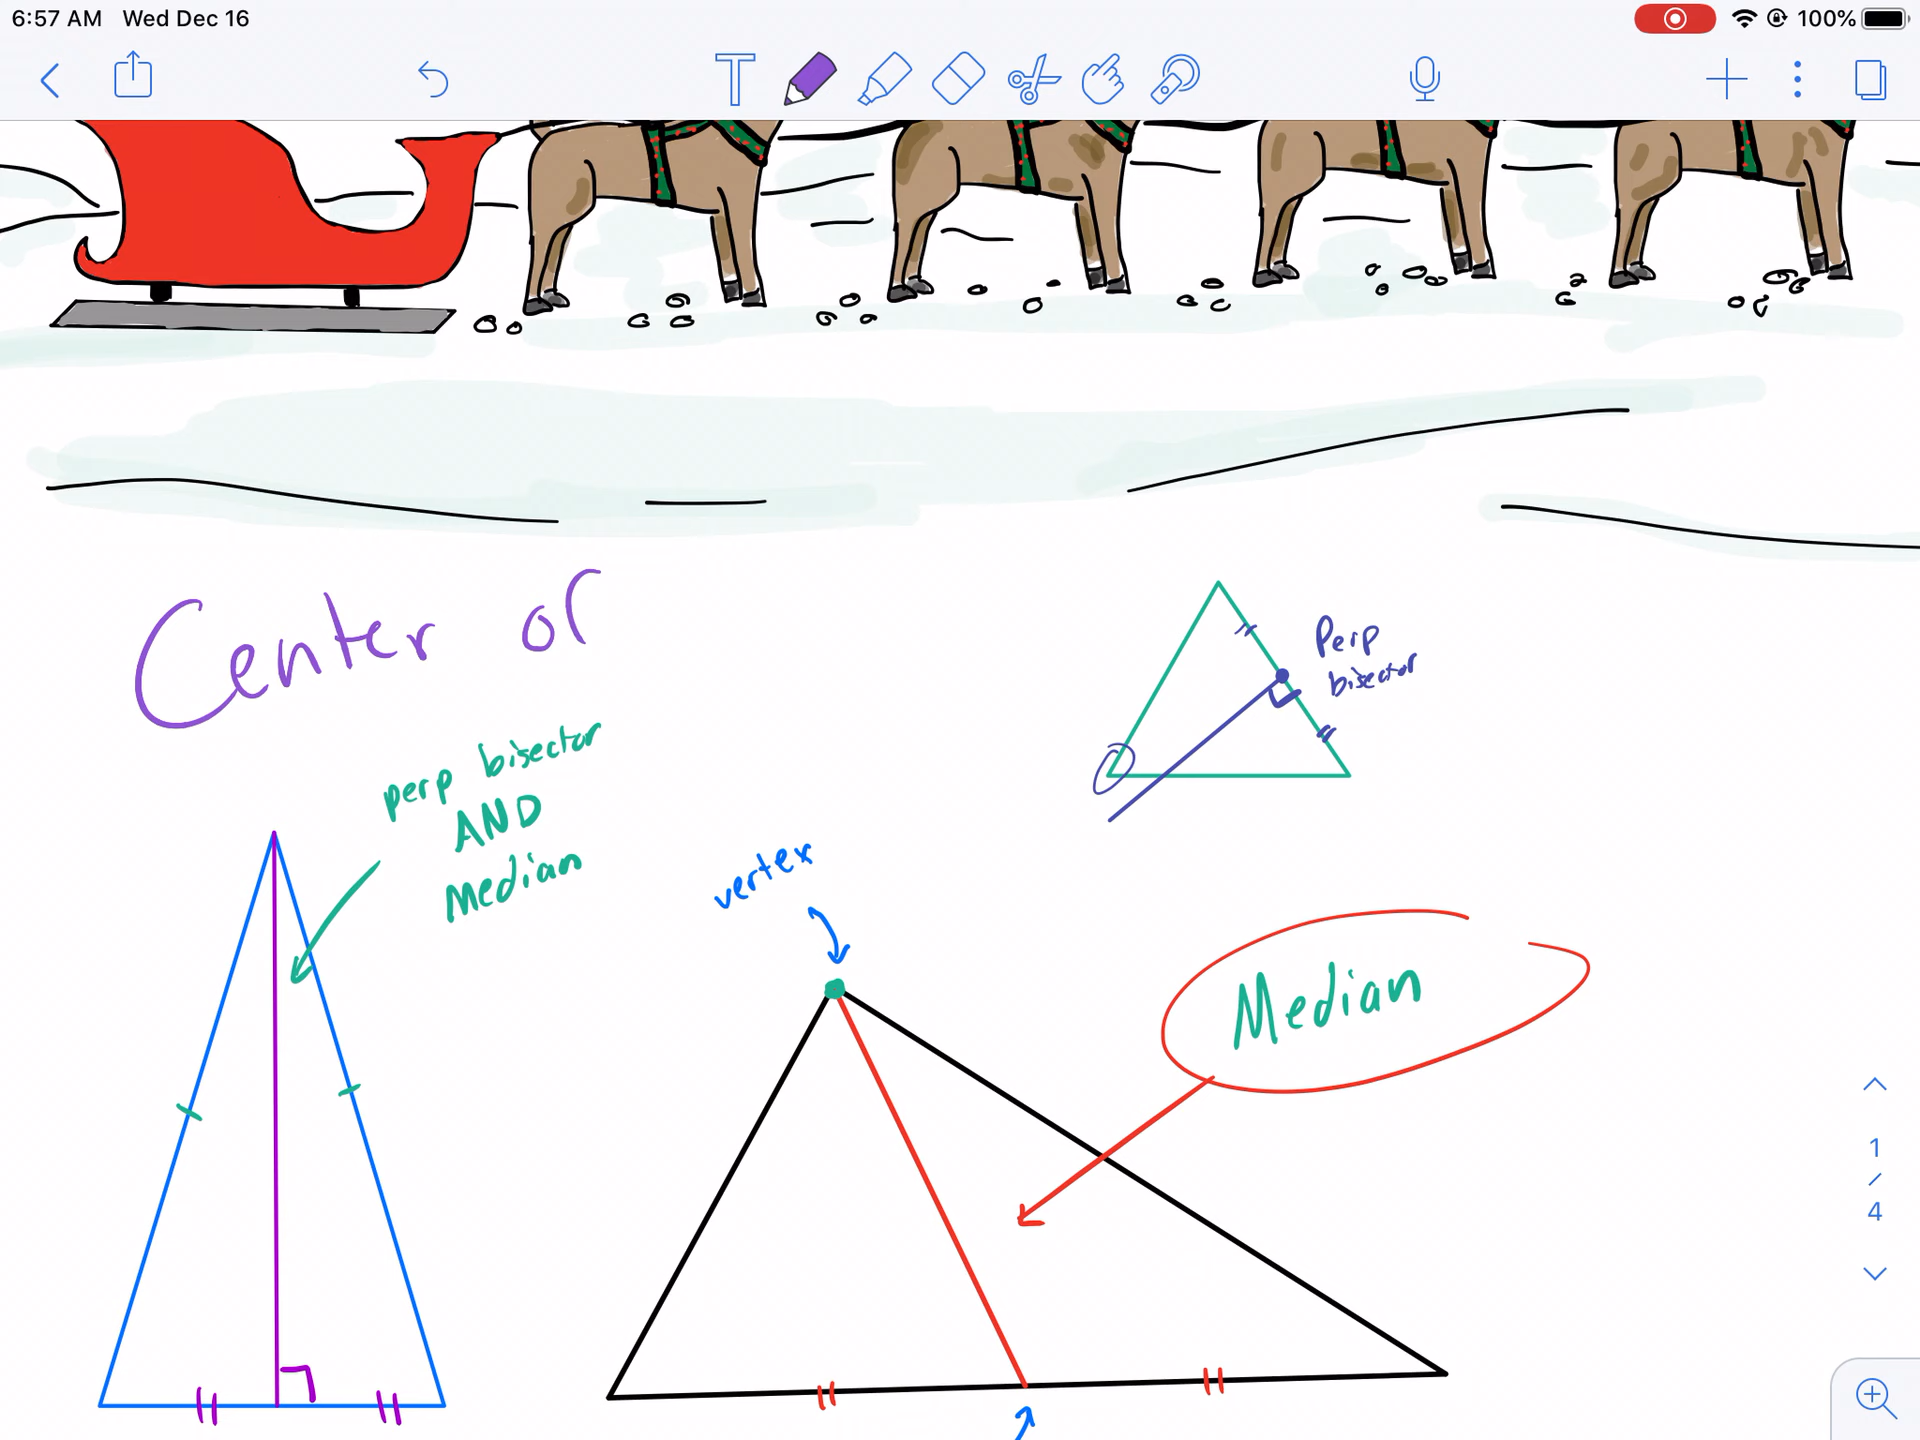 6:57 AM Wed Dec 16
100%
Center of
Perp
bisector
perp bisector
AND
Median
vertex
Median
1
/
4